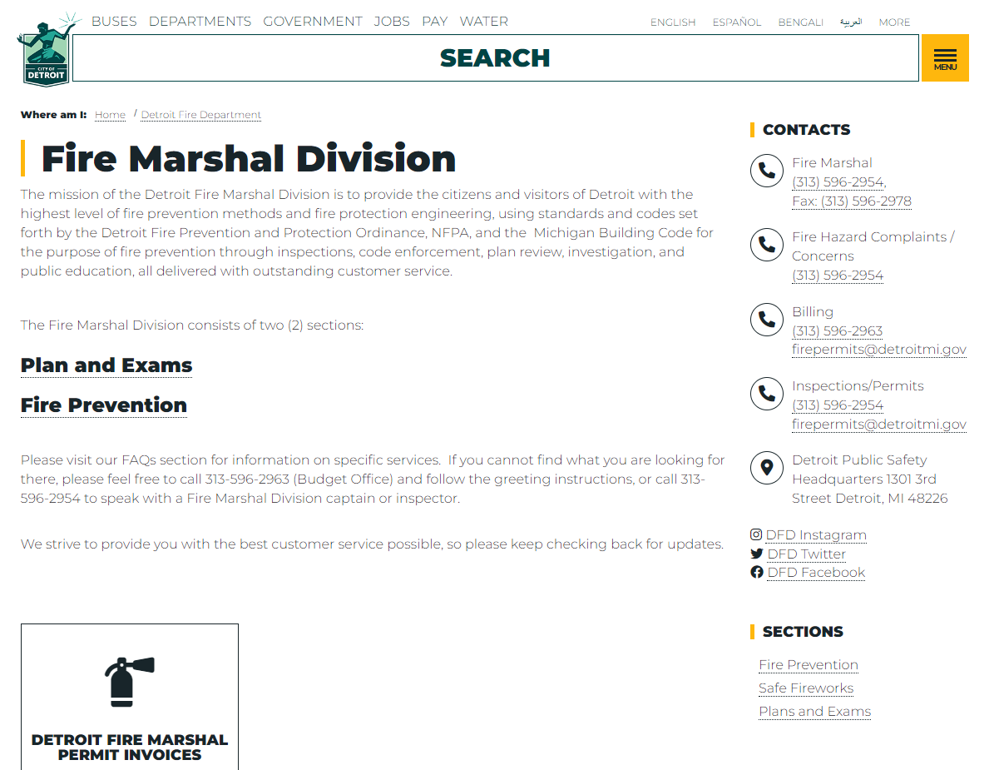 BUSES DEPARTMENTS GOVERNMENT JOBS PAY WATER
ENGLISH ESPAÑOL BENGALI العربية MORE
CITY OF
DETROIT
SEARCH
MENU
Where am I: Home / Detroit Fire Department
Fire Marshal Division
The mission of the Detroit Fire Marshal Division is to provide the citizens and visitors of Detroit with the
highest level of fire prevention methods and fire protection engineering, using standards and codes set
forth by the Detroit Fire Prevention and Protection Ordinance, NFPA, and the  Michigan Building Code for
the purpose of fire prevention through inspections, code enforcement, plan review, investigation, and
public education, all delivered with outstanding customer service.
The Fire Marshal Division consists of two (2) sections:
Plan and Exams
Fire Prevention
Please visit our FAQs section for information on specific services.  If you cannot find what you are looking for
there, please feel free to call 313-596-2963 (Budget Office) and follow the greeting instructions, or call 313-
596-2954 to speak with a Fire Marshal Division captain or inspector.
We strive to provide you with the best customer service possible, so please keep checking back for updates.
DETROIT FIRE MARSHAL
PERMIT INVOICES
CONTACTS
Fire Marshal
(313) 596-2954,
Fax: (313) 596-2978
Fire Hazard Complaints /
Concerns
(313) 596-2954
Billing
(313) 596-2963
firepermits@detroitmi.gov
Inspections/Permits
(313) 596-2954
firepermits@detroitmi.gov
Detroit Public Safety
Headquarters 1301 3rd
Street Detroit, MI 48226
DFD Instagram
DFD Twitter
DFD Facebook
SECTIONS
Fire Prevention
Safe Fireworks
Plans and Exams